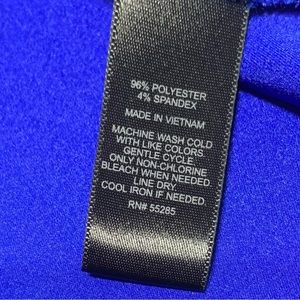 96% POLYESTER
4% SPANDEX
MADE IN VIETNAM
MACHINE WASH COLD
WITH LIKE COLORS.
GENTLE CYCLE.
ONLY NON-CHLORINE
BLEACH WHEN NEEDED.
LINE DRY.
COOL IRON IF NEEDED.
RN# 55285